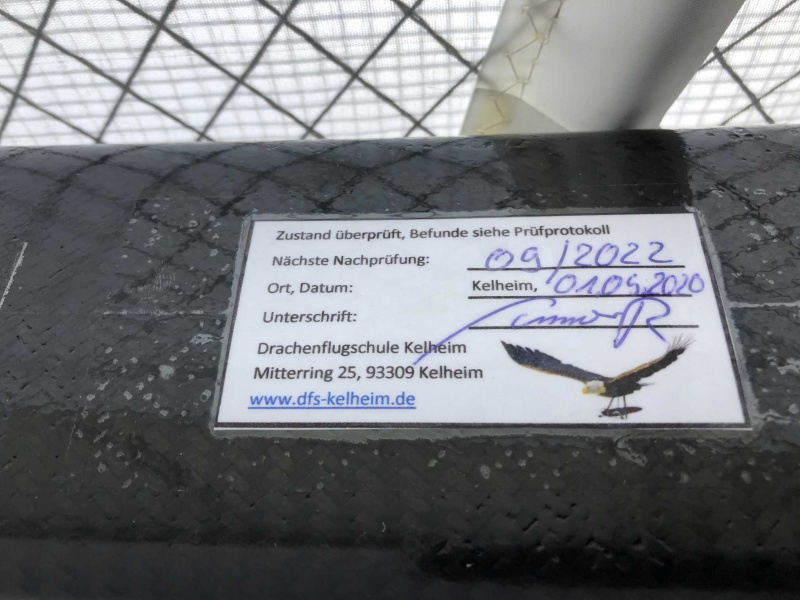 Zustand überprüft, Befunde siehe Prüfprotokoll
Nächste Nachprüfung: 09/2022
Ort, Datum: Kelheim, 01.09.2020
Unterschrift:
Drachenflugschule Kelheim
Mitterring 25, 93309 Kelheim
www.dfs-kelheim.de